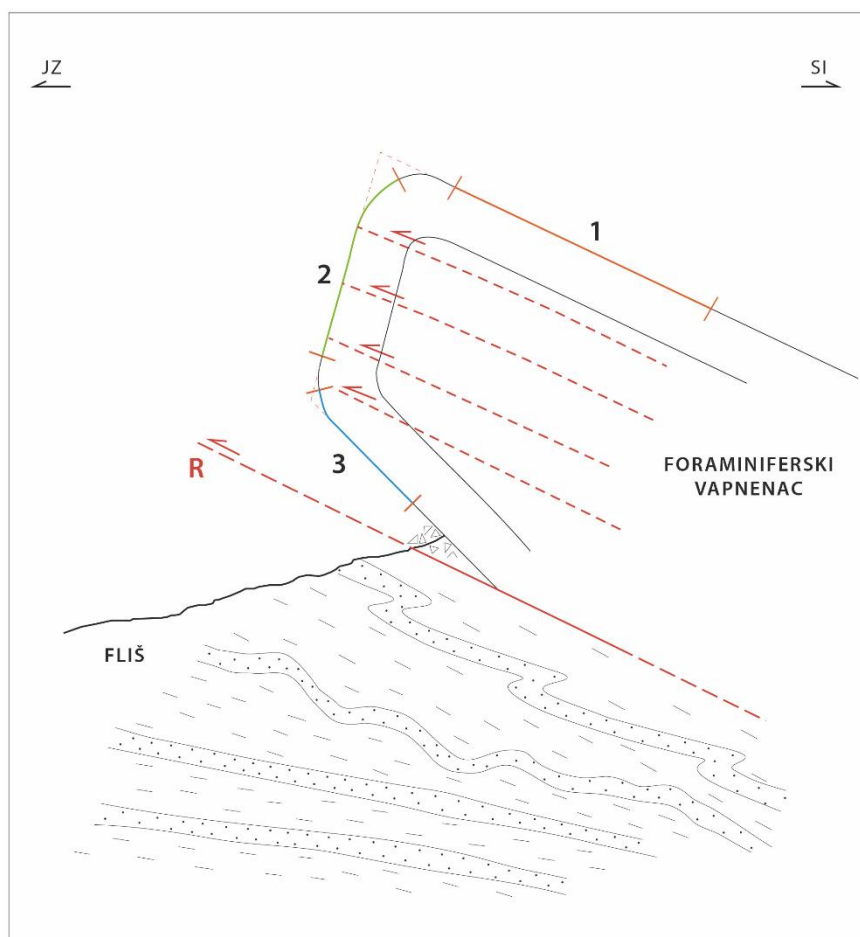 JZ
SI
1
2
3
R
FORAMINIFERSKI
VAPNENAC
FLIŠ